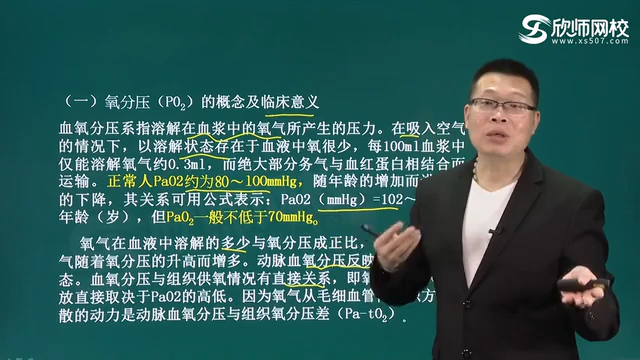 欣师网校
www.xs507.com
（一）氧分压（PO₂）的概念及临床意义
血氧分压系指溶解在血浆中的氧气所产生的压力。在吸入空气
的情况下，以溶解状态存在于血液中氧很少，每100ml血浆中
仅能溶解氧气约0.3ml，而绝大部分务气与血红蛋白相结合而
运输。正常人PaO2约为80～100mmHg，随年龄的增加而
的下降，其关系可用公式表示：PaO2（mmHg）=102～
年龄（岁），但PaO₂一般不低于70mmHg。
氧气在血液中溶解的多少与氧分压成正比，
气随着氧分压的升高而增多。动脉血氧分压反映
态。血氧分压与组织供氧情况有直接关系，即氧
放直接取决于PaO2的高低。因为氧气从毛细血管
散的动力是动脉血氧分压与组织氧分压差（Pa-tO₂）.